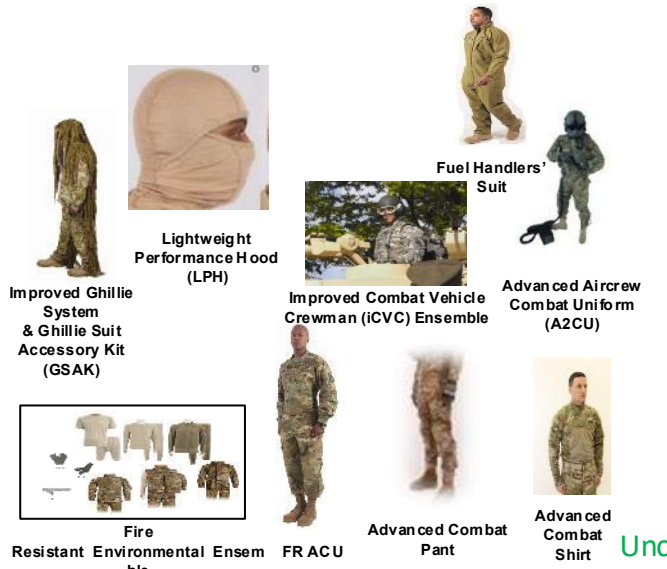 Fuel Handlers'
Suit
Lightweight
Performance Hood
(LPH)
Improved Ghillie
System
& Ghillie Suit
Accessory Kit
(GSAK)
Improved Combat Vehicle
Crewman (iCVC) Ensemble
Advanced Aircrew
Combat Uniform
(A2CU)
Fire
Resistant Environmental Ensem
ble
FR ACU
Advanced Combat
Pant
Advanced
Combat
Shirt
Unc